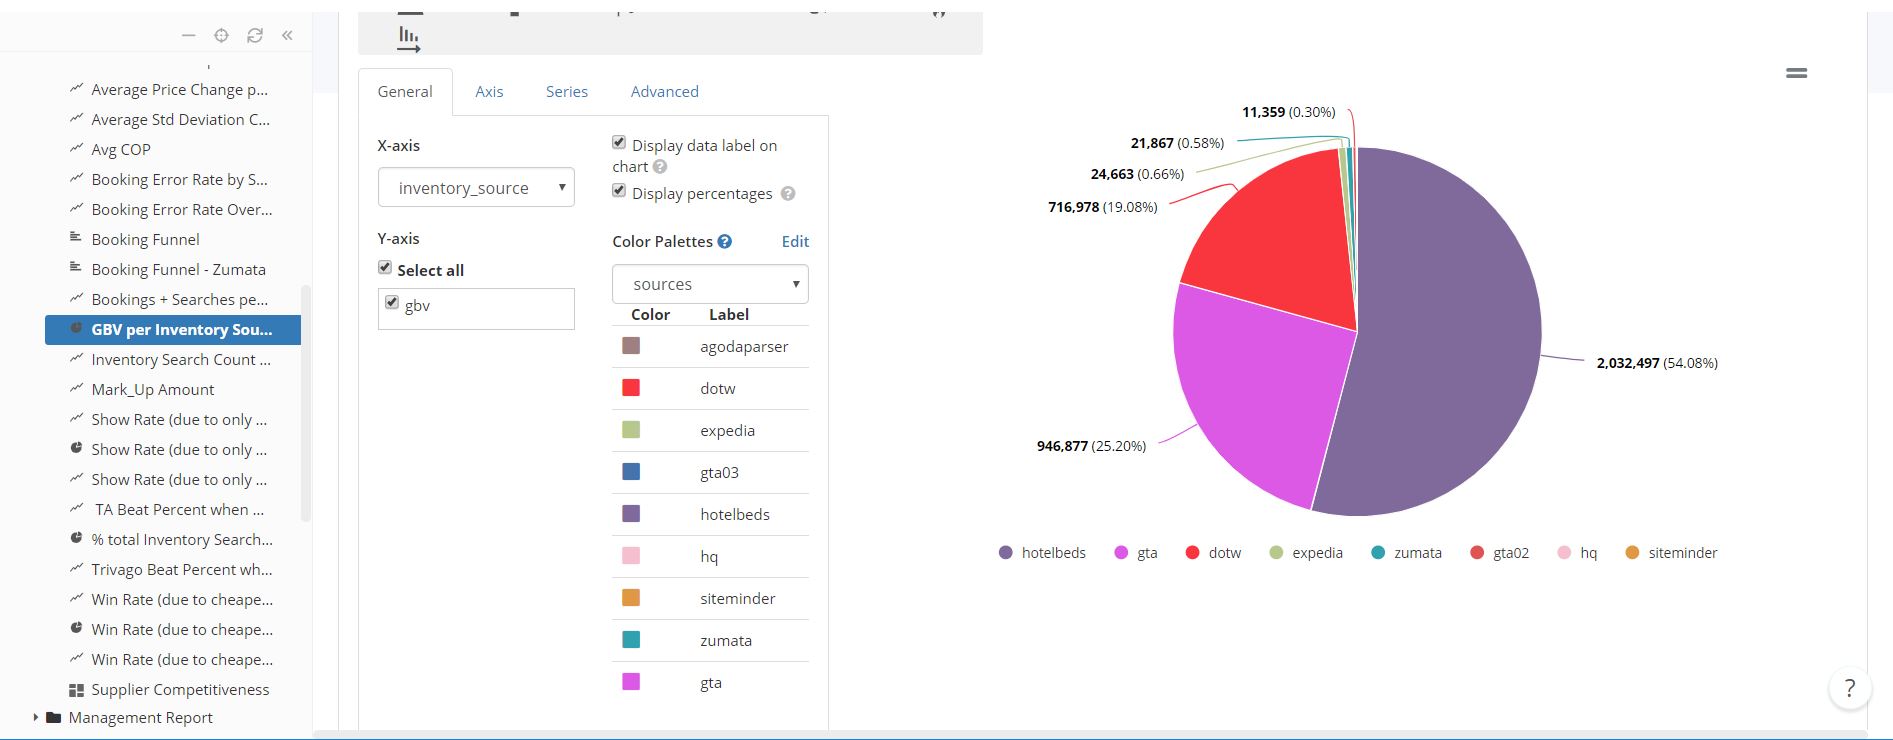 Average Price Change p...
Average Std Deviation C...
Avg COP
Booking Error Rate by S...
Booking Error Rate Over...
Booking Funnel
Booking Funnel - Zumata
Bookings + Searches pe...
GBV per Inventory Sou...
Inventory Search Count ...
Mark_Up Amount
Show Rate (due to only ...
Show Rate (due to only ...
Show Rate (due to only ...
TA Beat Percent when ...
% total Inventory Search...
Trivago Beat Percent wh...
Win Rate (due to cheape...
Win Rate (due to cheape...
Win Rate (due to cheape...
Supplier Competitiveness
Management Report
General Axis Series Advanced
X-axis
inventory_source
Y-axis
Select all
gbv
Display data label on
chart ?
Display percentages ?
Color Palettes ? Edit
sources
Color Label
agodaparser
dotw
expedia
gta03
hotelbeds
hq
siteminder
zumata
gta
11,359 (0.30%)
21,867 (0.58%)
24,663 (0.66%)
716,978 (19.08%)
2,032,497 (54.08%)
946,877 (25.20%)
hotelbeds gta dotw expedia zumata gta02 hq siteminder
?